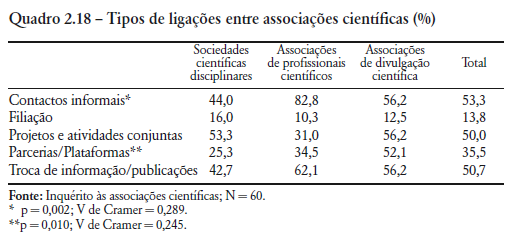 Quadro 2.18 – Tipos de ligações entre associações científicas (%)
Sociedades científicas disciplinares Associações de profissionais científicos Associações de divulgação científica Total
Contactos informais* 44,0 82,8 56,2 53,3
Filiação 16,0 10,3 12,5 13,8
Projetos e atividades conjuntas 53,3 31,0 56,2 50,0
Parcerias/Plataformas** 25,3 34,5 52,1 35,5
Troca de informação/publicações 42,7 62,1 56,2 50,7
Fonte: Inquérito às associações científicas; N = 60.
* p = 0,002; V de Cramer = 0,289.
**p = 0,010; V de Cramer = 0,245.